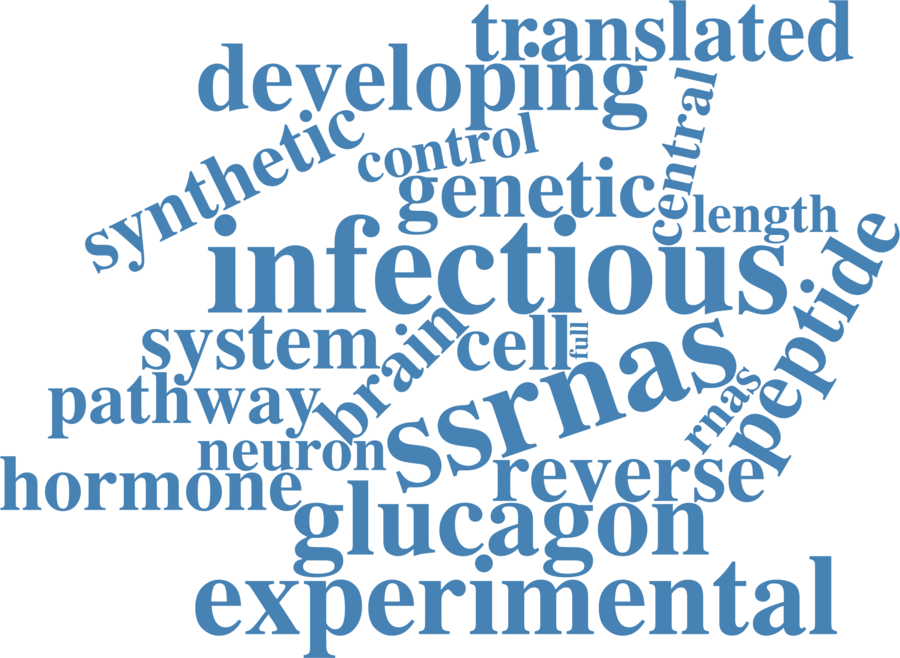 translated
developing
central
synthetic
control
genetic
length
infectious
peptide
system
brain
cell
full
ssrnas
pathway
rnas
neuron
reverse
hormone
glucagon
experimental